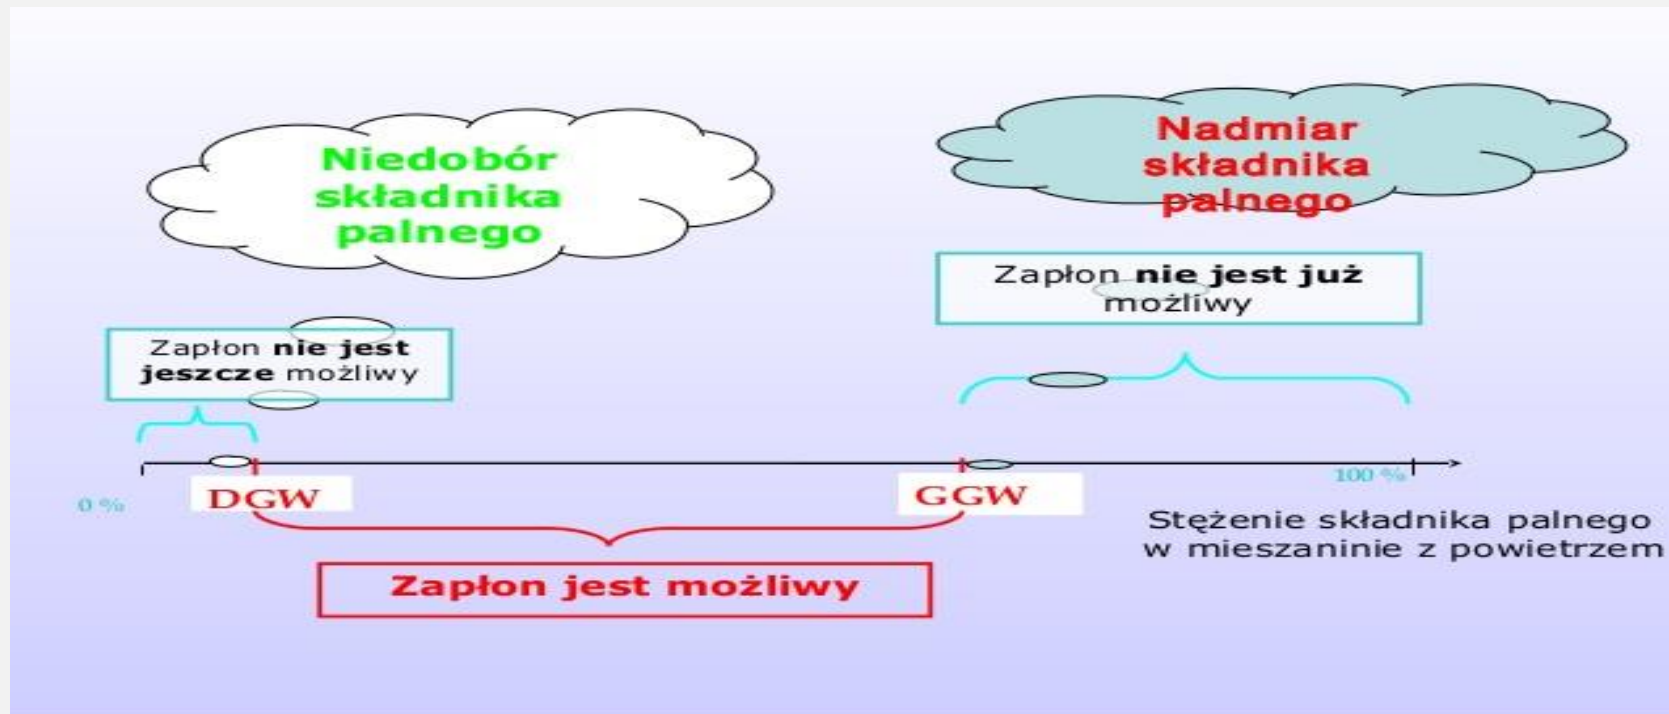 Niedobór
składnika
palnego
Nadmiar
składnika
palnego
Zapłon nie jest już
możliwy
Zapłon nie jest
jeszcze możliwy
0 %
DGW
GGW
100 %
Stężenie składnika palnego
w mieszaninie z powietrzem
Zapłon jest możliwy